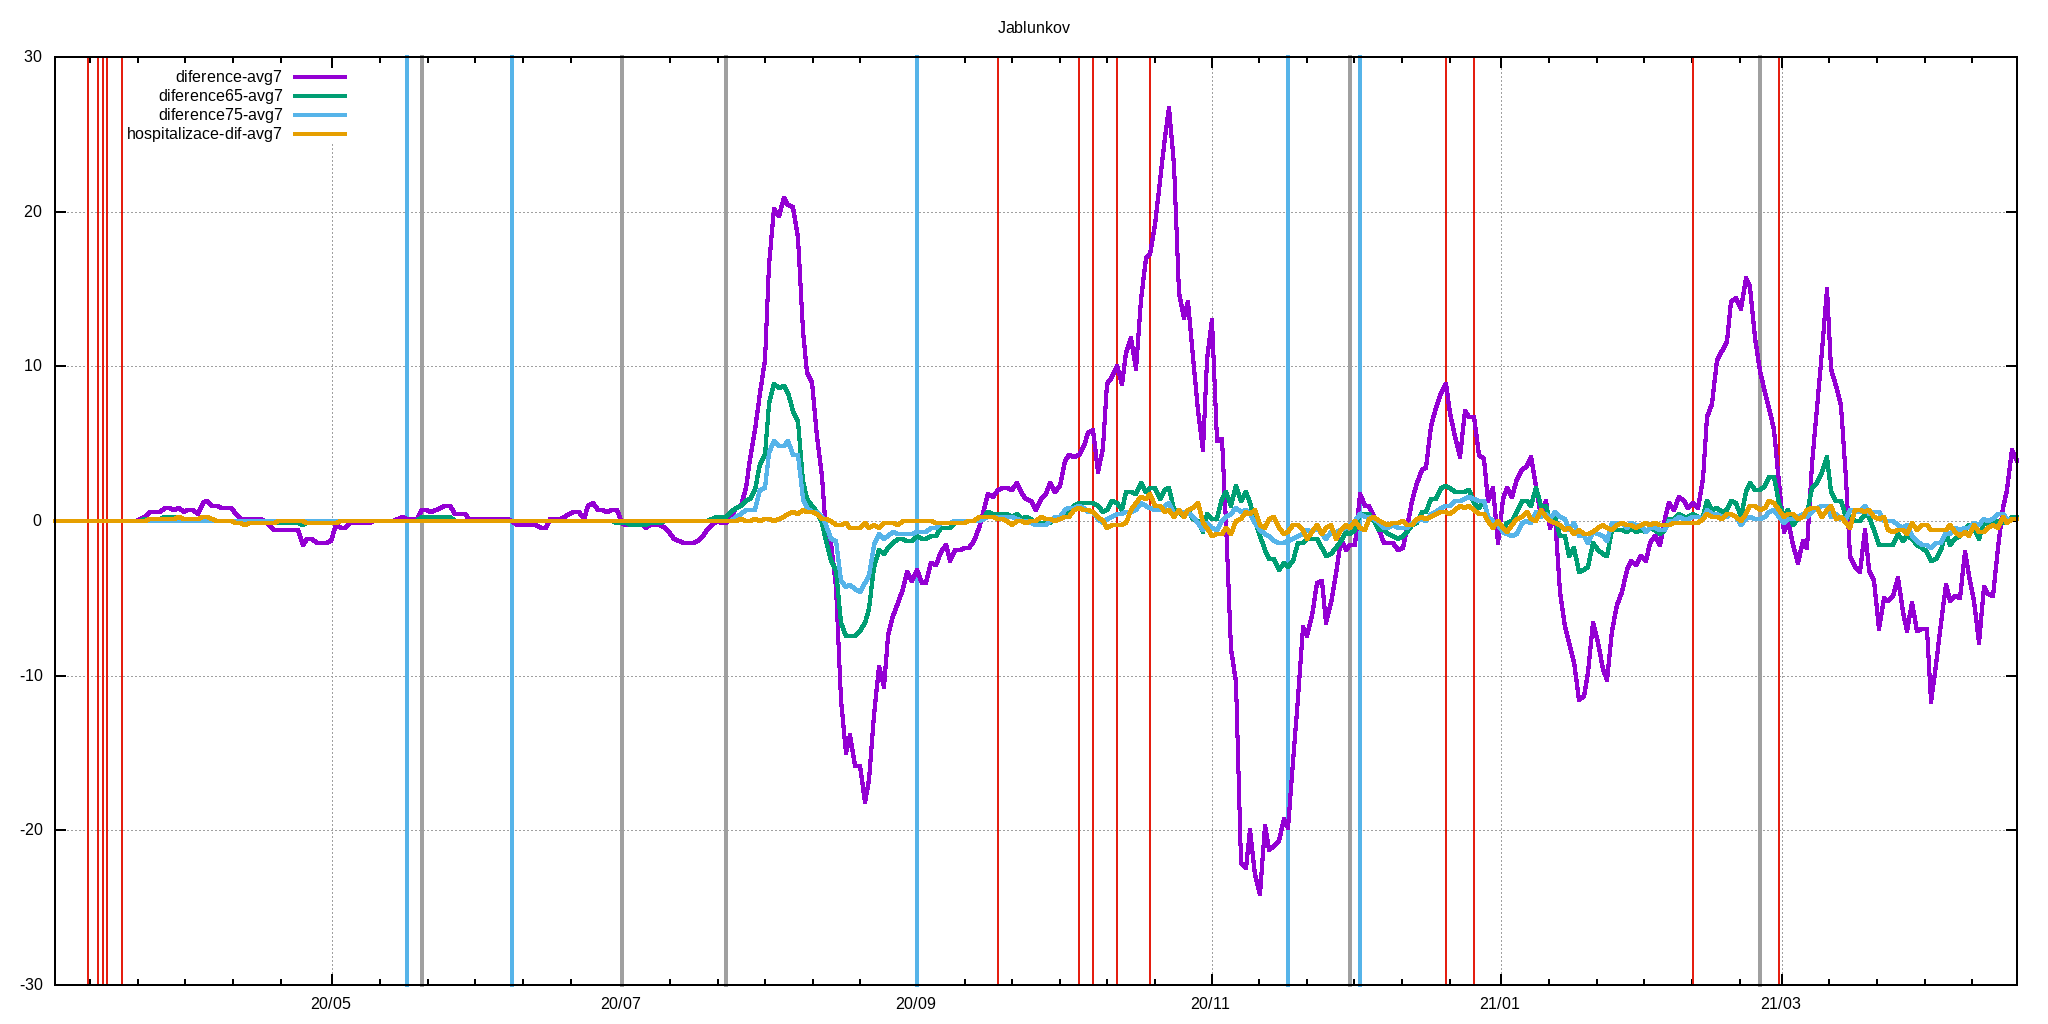 Jablunkov
30
20
10
0
-10
-20
-30
diference-avg7
diference65-avg7
diference75-avg7
hospitalizace-dif-avg7
20/05
20/07
20/09
20/11
21/01
21/03